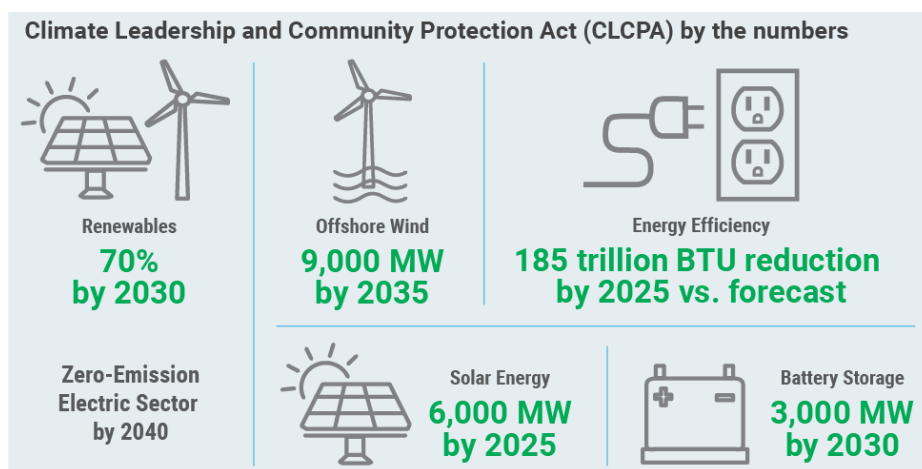 Climate Leadership and Community Protection Act (CLCPA) by the numbers
Renewables
70%
by 2030
Zero-Emission
Electric Sector
by 2040
Offshore Wind
9,000 MW
by 2035
Energy Efficiency
185 trillion BTU reduction
by 2025 vs. forecast
Solar Energy
6,000 MW
by 2025
Battery Storage
3,000 MW
by 2030